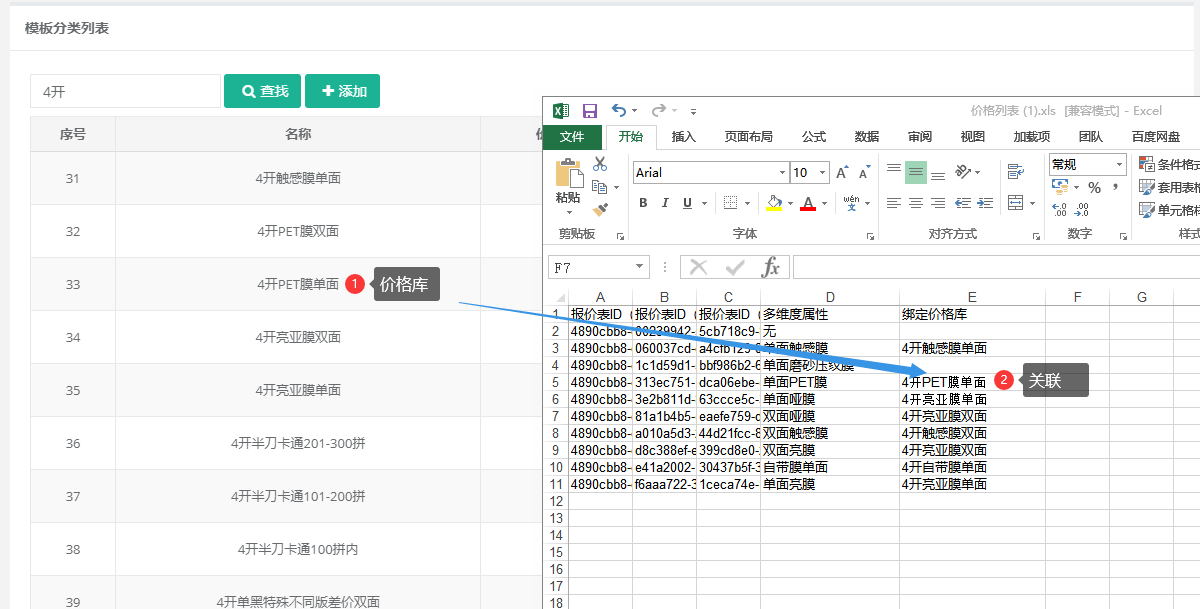 模板分类列表
4开
查找
添加
序号
名称
31
4开触感膜单面
32
4开PET膜双面
33
4开PET膜单面
1
价格库
34
4开亮亚膜双面
35
4开亮亚膜单面
36
4开半刀卡通201-300拼
37
4开半刀卡通101-200拼
38
4开半刀卡通100拼内
39
4开单黑特殊不同版差价双面
价格列表 (1).xls [兼容模式] - Excel
文件 开始 插入 页面布局 公式 数据 审阅 视图 加载项 团队 百度网盘
粘贴
剪贴板
Arial
10
B I U
wén
文
字体
对齐方式
常规
%
数字
条件格式
套用表格
单元格样
样式
F7
fx
A B C D E F G
1 报价表ID 报价表ID 报价表ID 多维度属性 绑定价格库
2 4890cbb8- 00239942- 5cb718c9- 无
3 4890cbb8- 060037cd- a4cfb129- 单面触感膜 4开触感膜单面
4 4890cbb8- 1c1d59d1- bbf986b2- 单面磨砂压纹膜
5 4890cbb8- 313ec751- dca06ebe- 单面PET膜 4开PET膜单面
2
关联
6 4890cbb8- 3e2b811d- 63ccce5c- 单面哑膜 4开亮亚膜单面
7 4890cbb8- 81a1b4b5- eaefe759- 双面哑膜 4开亮亚膜双面
8 4890cbb8- a010a5d3- 44d21fcc- 双面触感膜 4开触感膜双面
9 4890cbb8- d8c388ef- 399cd8e0- 双面亮膜 4开亮亚膜双面
10 4890cbb8- e41a2002- 30437b5f- 自带膜单面 4开自带膜单面
11 4890cbb8- f6aaa722- 1ceca74e- 单面亮膜 4开亮亚膜单面
12
13
14
15
16
17
18